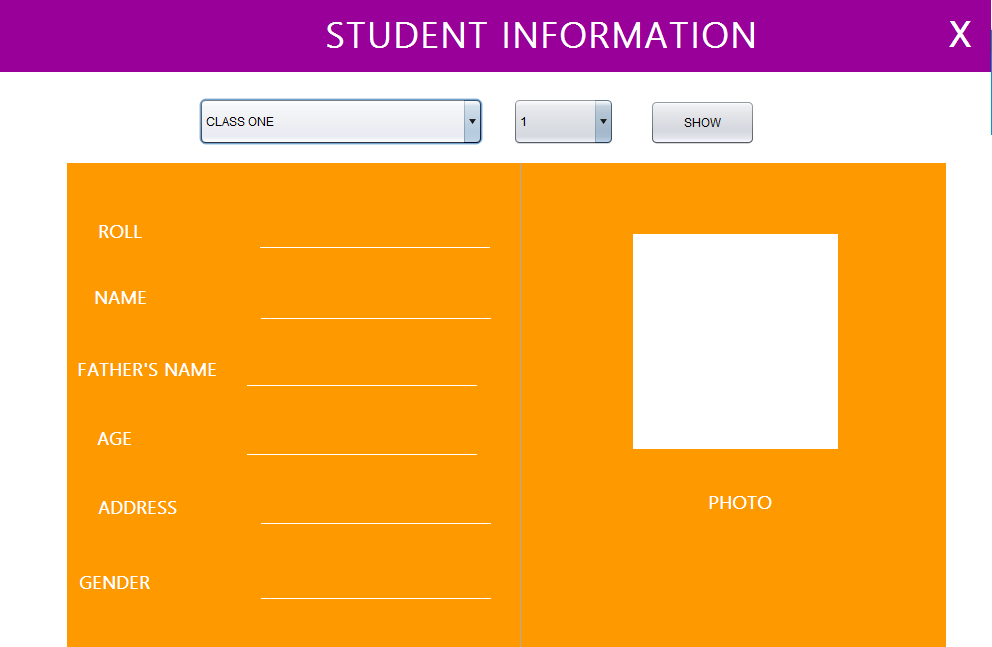 STUDENT INFORMATION X
CLASS ONE 1 SHOW
ROLL
NAME
FATHER'S NAME
AGE
ADDRESS
GENDER
PHOTO